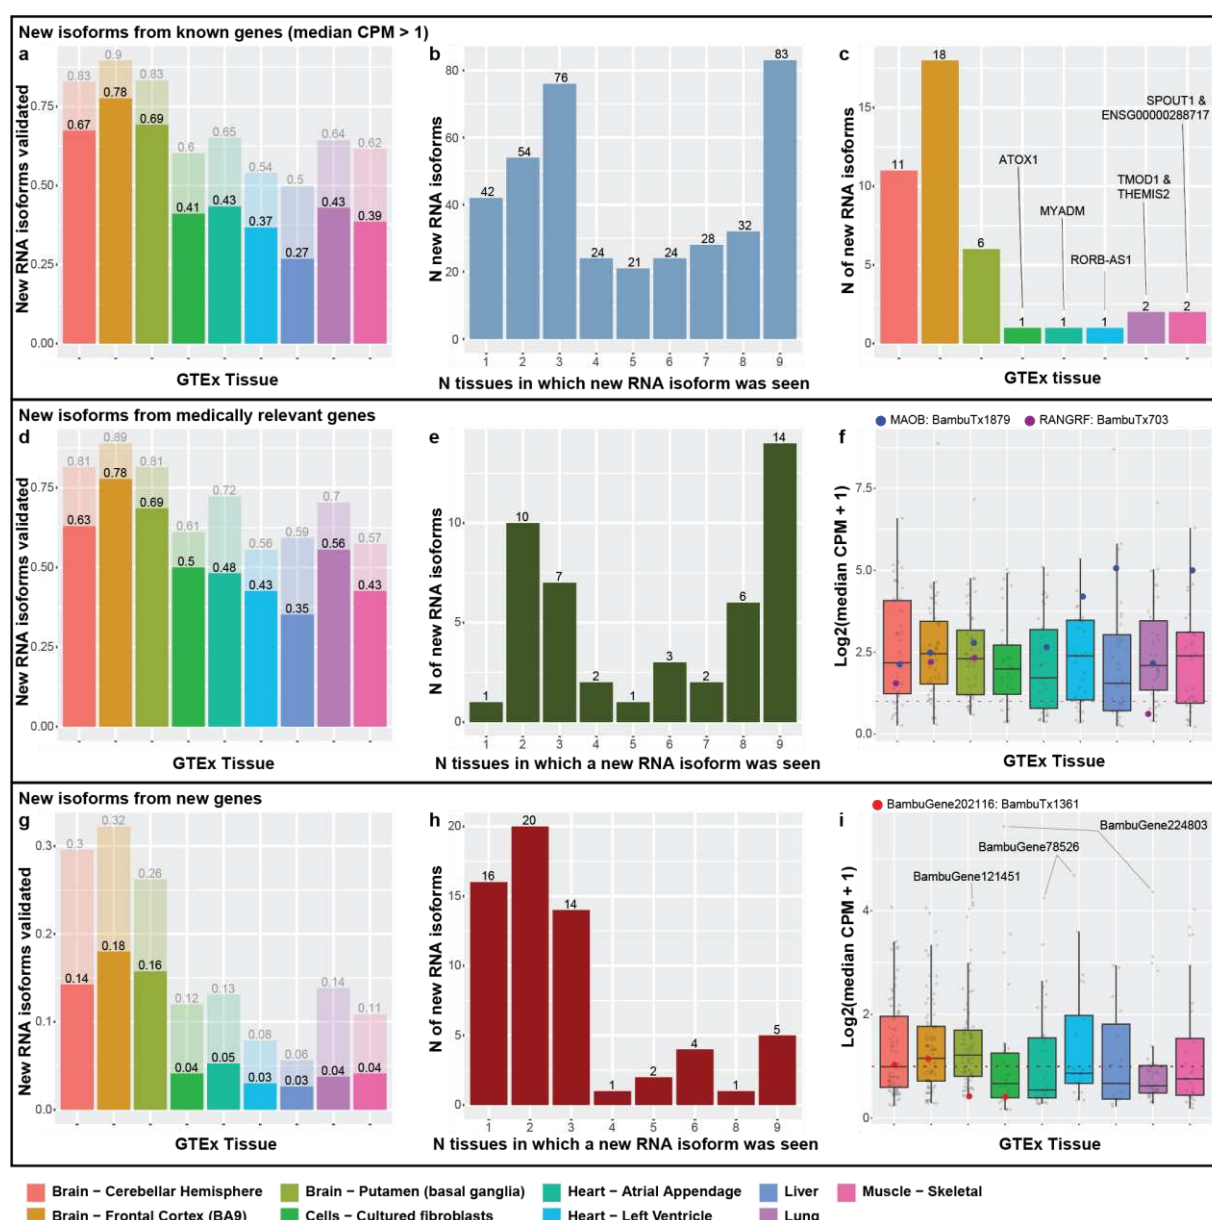 New isoforms from known genes (median CPM > 1)
a
New RNA isoforms validated
0.75
0.50
0.25
0.00
0.83
0.67
0.9
0.78
0.83
0.69
0.6
0.41
0.65
0.43
0.54
0.37
0.5
0.27
0.64
0.43
0.62
0.39
GTEx Tissue
b
N new RNA isoforms
80
60
40
20
0
42
54
76
24
21
24
28
32
83
1 2 3 4 5 6 7 8 9
N tissues in which new RNA isoform was seen
c
N of new RNA isoforms
15
10
5
0
11
18
6
1
1
1
2
2
ATOX1
MYADM
RORB-AS1
TMOD1 &
THEMIS2
SPOUT1 &
ENSG00000288717
GTEx tissue
New isoforms from medically relevant genes
d
New RNA isoforms validated
0.75
0.50
0.25
0.00
0.81
0.63
0.89
0.78
0.81
0.69
0.61
0.5
0.72
0.48
0.56
0.43
0.59
0.35
0.7
0.56
0.57
0.43
GTEx Tissue
e
N of new RNA isoforms
10
5
0
1
10
7
2
1
3
2
6
14
1 2 3 4 5 6 7 8 9
N tissues in which a new RNA isoform was seen
MAOB: BambuTx1879 RANGRF: BambuTx703
f
Log2(median CPM + 1)
7.5
5.0
2.5
0.0
GTEx Tissue
New isoforms from new genes
g
New RNA isoforms validated
0.3
0.2
0.1
0.0
0.3
0.14
0.32
0.18
0.26
0.16
0.12
0.04
0.13
0.05
0.08
0.03
0.06
0.03
0.14
0.04
0.11
0.04
GTEx Tissue
h
N of new RNA isoforms
20
15
10
5
0
16
20
14
1
2
4
1
5
1 2 3 4 5 6 8 9
N tissues in which a new RNA isoform was seen
BambuGene202116: BambuTx1361
i
Log2(median CPM + 1)
4
2
0
BambuGene224803
BambuGene78526
BambuGene121451
GTEx Tissue
Brain − Cerebellar Hemisphere Brain − Putamen (basal ganglia) Heart − Atrial Appendage Liver Muscle − Skeletal
Brain − Frontal Cortex (BA9) Cells − Cultured fibroblasts Heart − Left Ventricle Lung